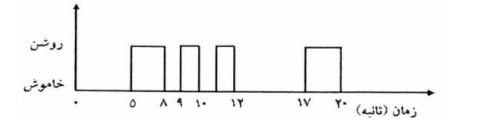 روشن
خاموش
۰ ۵ ۸ ۹ ۱۰ ۱۲ ۱۷ ۲۰ زمان (ثانیه)